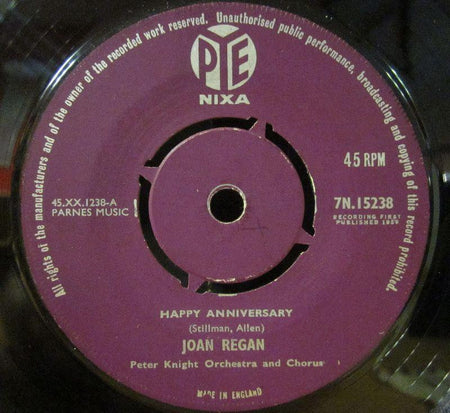 All rights of the manufacturers and of the owner of the recorded work reserved. Unauthorised public performance, broadcasting and copying of this record prohibited.
PYE
NIXA
45 RPM
45.XX.1238-A
PARNES MUSIC
7N.15238
RECORDING FIRST
PUBLISHED 1959
HAPPY ANNIVERSARY
(Stillman, Allen)
JOAN REGAN
Peter Knight Orchestra and Chorus
MADE IN ENGLAND